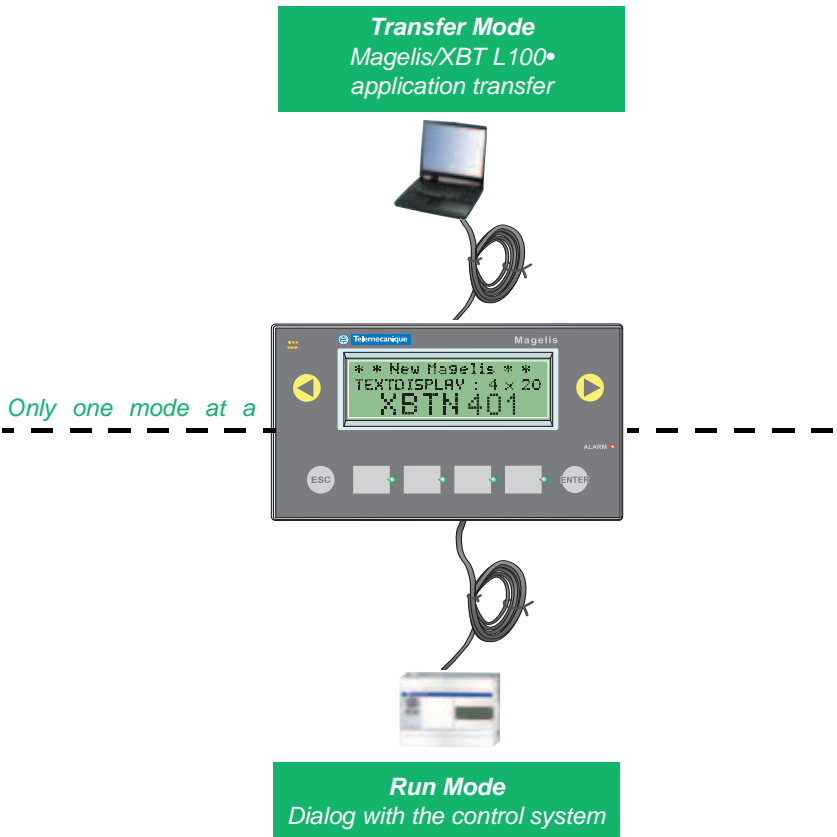 Transfer Mode
Magelis/XBT L100•
application transfer
Telemecanique
Magelis
* * New Magelis * *
TEXTDISPLAY : 4 x 20
XBTN401
Only one mode at a
ALARM
ESC
ENTER
Run Mode
Dialog with the control system